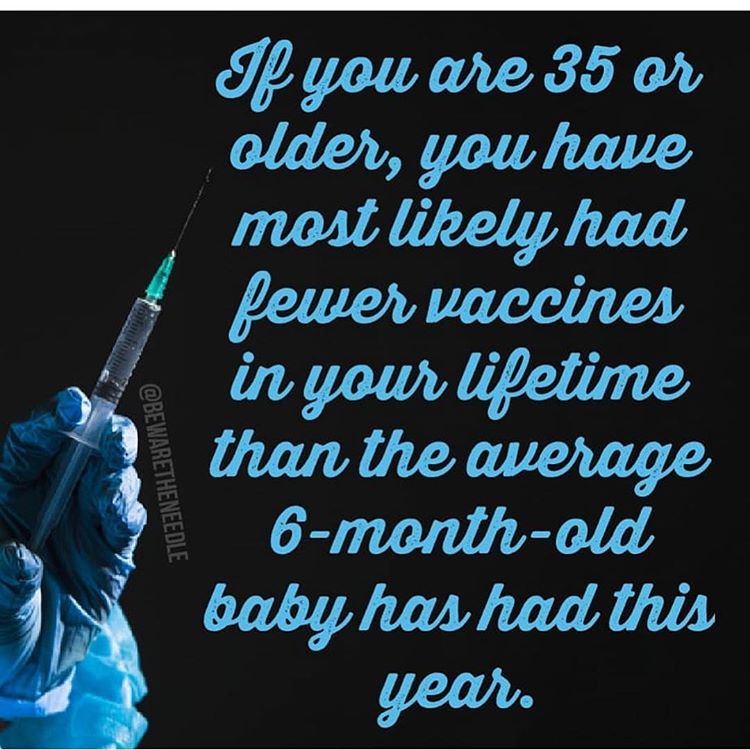 If you are 35 or
older, you have
most likely had
fewer vaccines
in your lifetime
than the average
6-month-old
baby has had this
year.
@BEWARETHENEEDLE